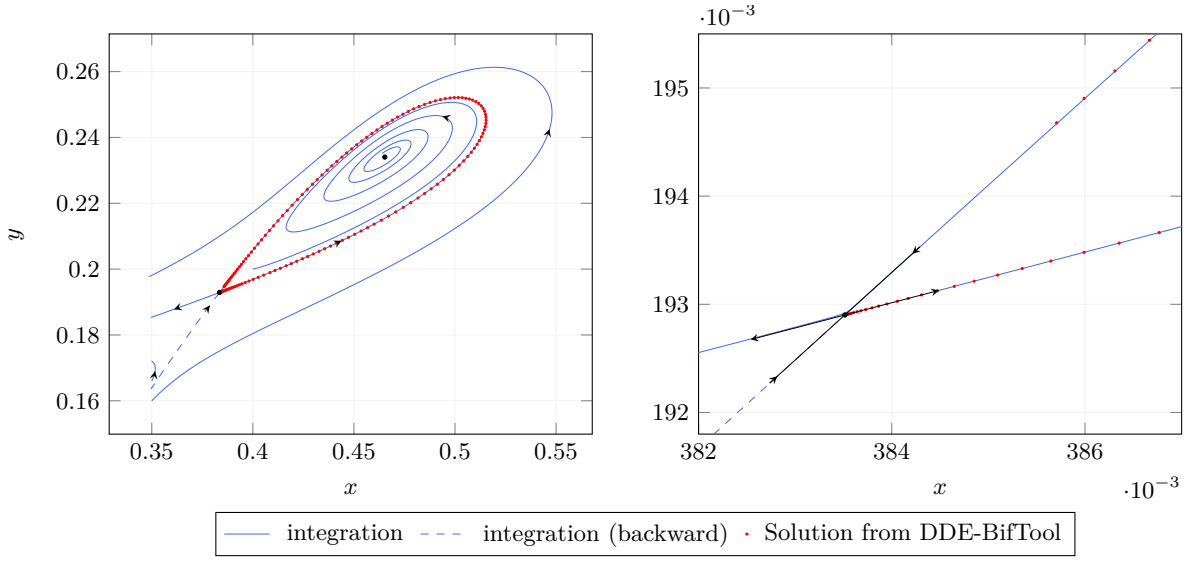 ·10⁻³
0.26
0.24
0.22
0.2
0.18
0.16
y
0.35 0.4 0.45 0.5 0.55
x
195
194
193
192
382 384 386
x ·10⁻³
integration integration (backward) Solution from DDE-BifTool